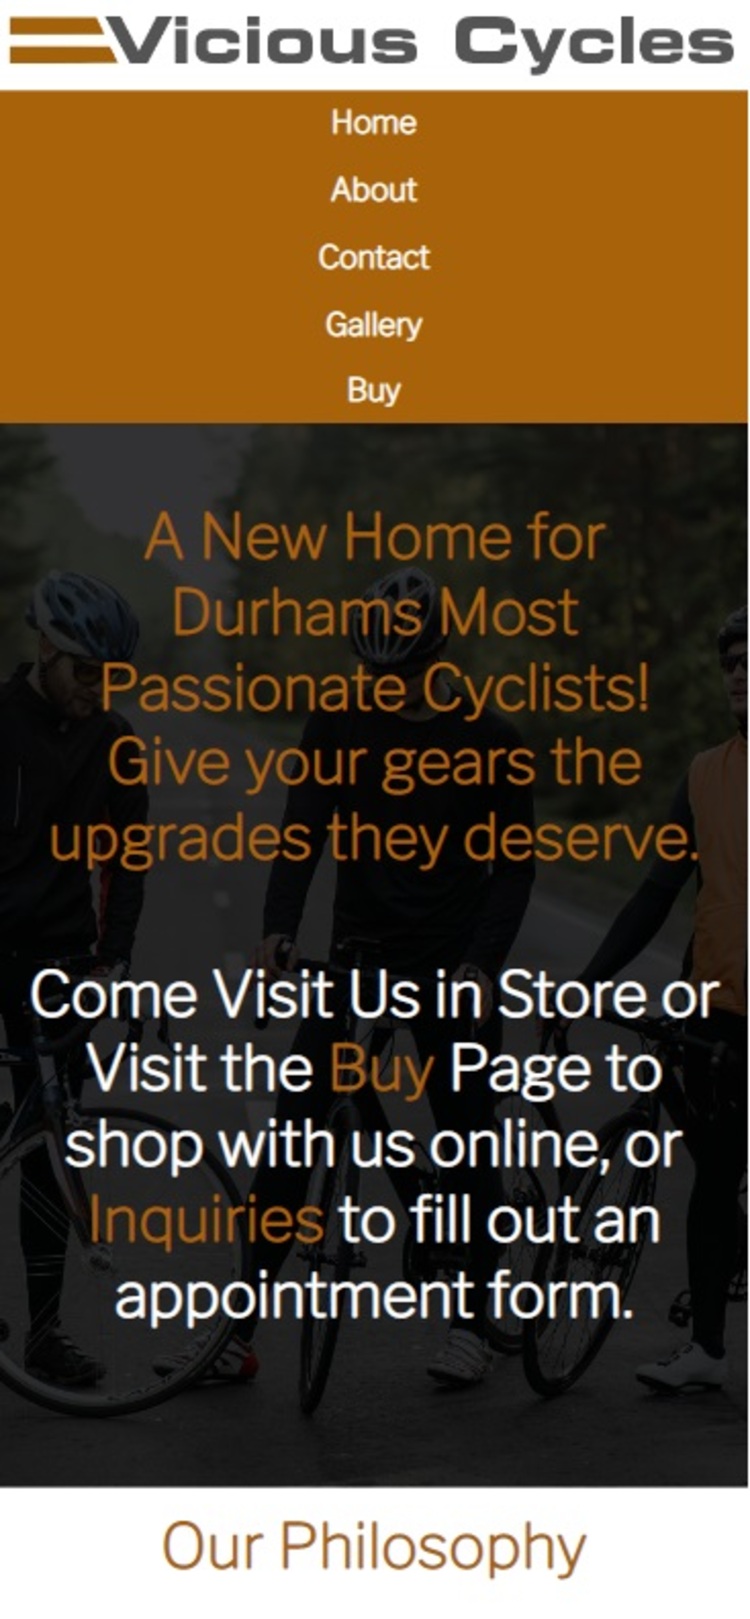 Vicious Cycles
Home
About
Contact
Gallery
Buy
A New Home for
Durhams Most
Passionate Cyclists!
Give your gears the
upgrades they deserve.
Come Visit Us in Store or
Visit the Buy Page to
shop with us online, or
Inquiries to fill out an
appointment form.
Our Philosophy